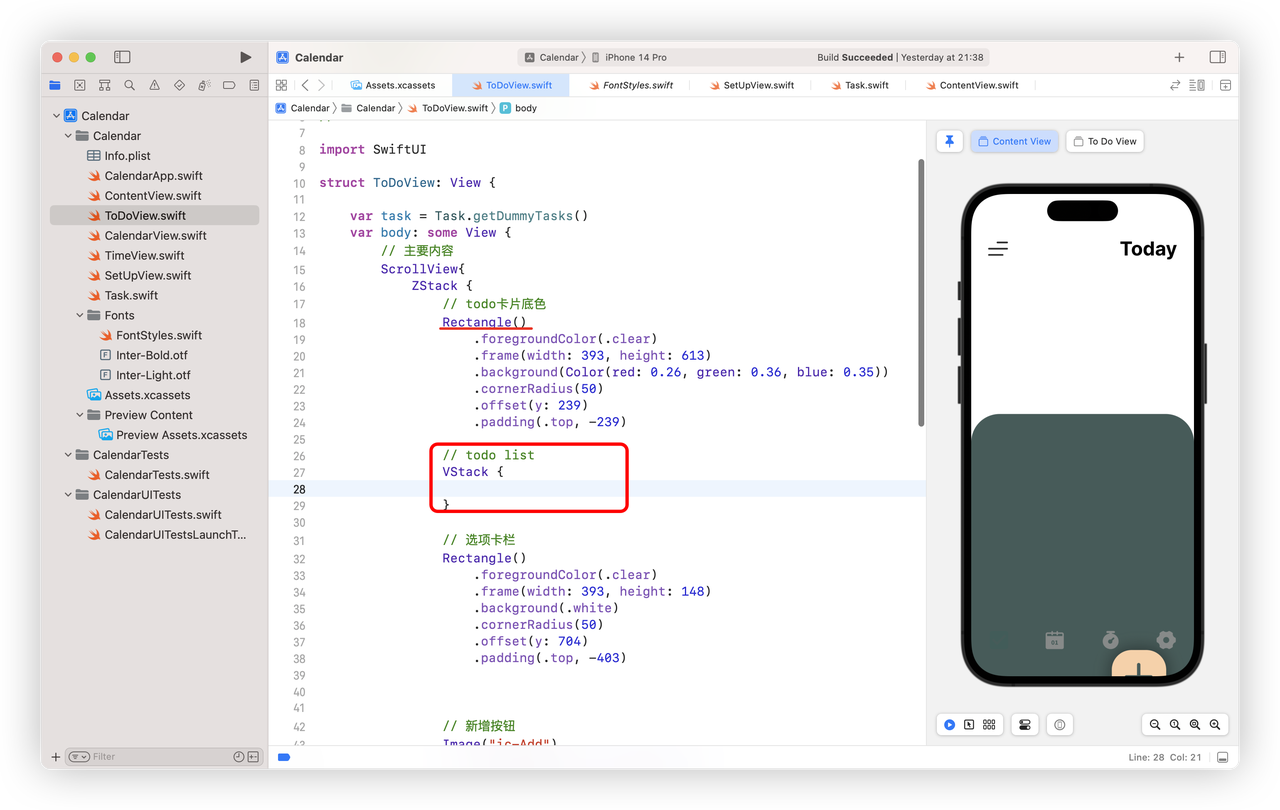 Calendar
Calendar
iPhone 14 Pro
Build Succeeded | Yesterday at 21:38
Assets.xcassets
ToDoView.swift
FontStyles.swift
SetUpView.swift
Task.swift
ContentView.swift
Calendar
Calendar
ToDoView.swift
P body
Calendar
Calendar
Info.plist
CalendarApp.swift
ContentView.swift
ToDoView.swift
CalendarView.swift
TimeView.swift
SetUpView.swift
Task.swift
Fonts
FontStyles.swift
F Inter-Bold.otf
F Inter-Light.otf
Assets.xcassets
Preview Content
Preview Assets.xcassets
CalendarTests
CalendarTests.swift
CalendarUITests
CalendarUITests.swift
CalendarUITestsLaunchT...
Filter
7
8 import SwiftUI
9
10 struct ToDoView: View {
11
12 var task = Task.getDummyTasks()
13 var body: some View {
14 // 主要内容
15 ScrollView{
16 ZStack {
17 // todo卡片底色
18 Rectangle()
19 .foregroundColor(.clear)
20 .frame(width: 393, height: 613)
21 .background(Color(red: 0.26, green: 0.36, blue: 0.35))
22 .cornerRadius(50)
23 .offset(y: 239)
24 .padding(.top, -239)
25
26 // todo list
27 VStack {
28
29 }
30
31 // 选项卡栏
32 Rectangle()
33 .foregroundColor(.clear)
34 .frame(width: 393, height: 148)
35 .background(.white)
36 .cornerRadius(50)
37 .offset(y: 704)
38 .padding(.top, -403)
39
40
41
42 // 新增按钮
43 Image("ic-Add")
Content View
To Do View
Today
01
Line: 28 Col: 21